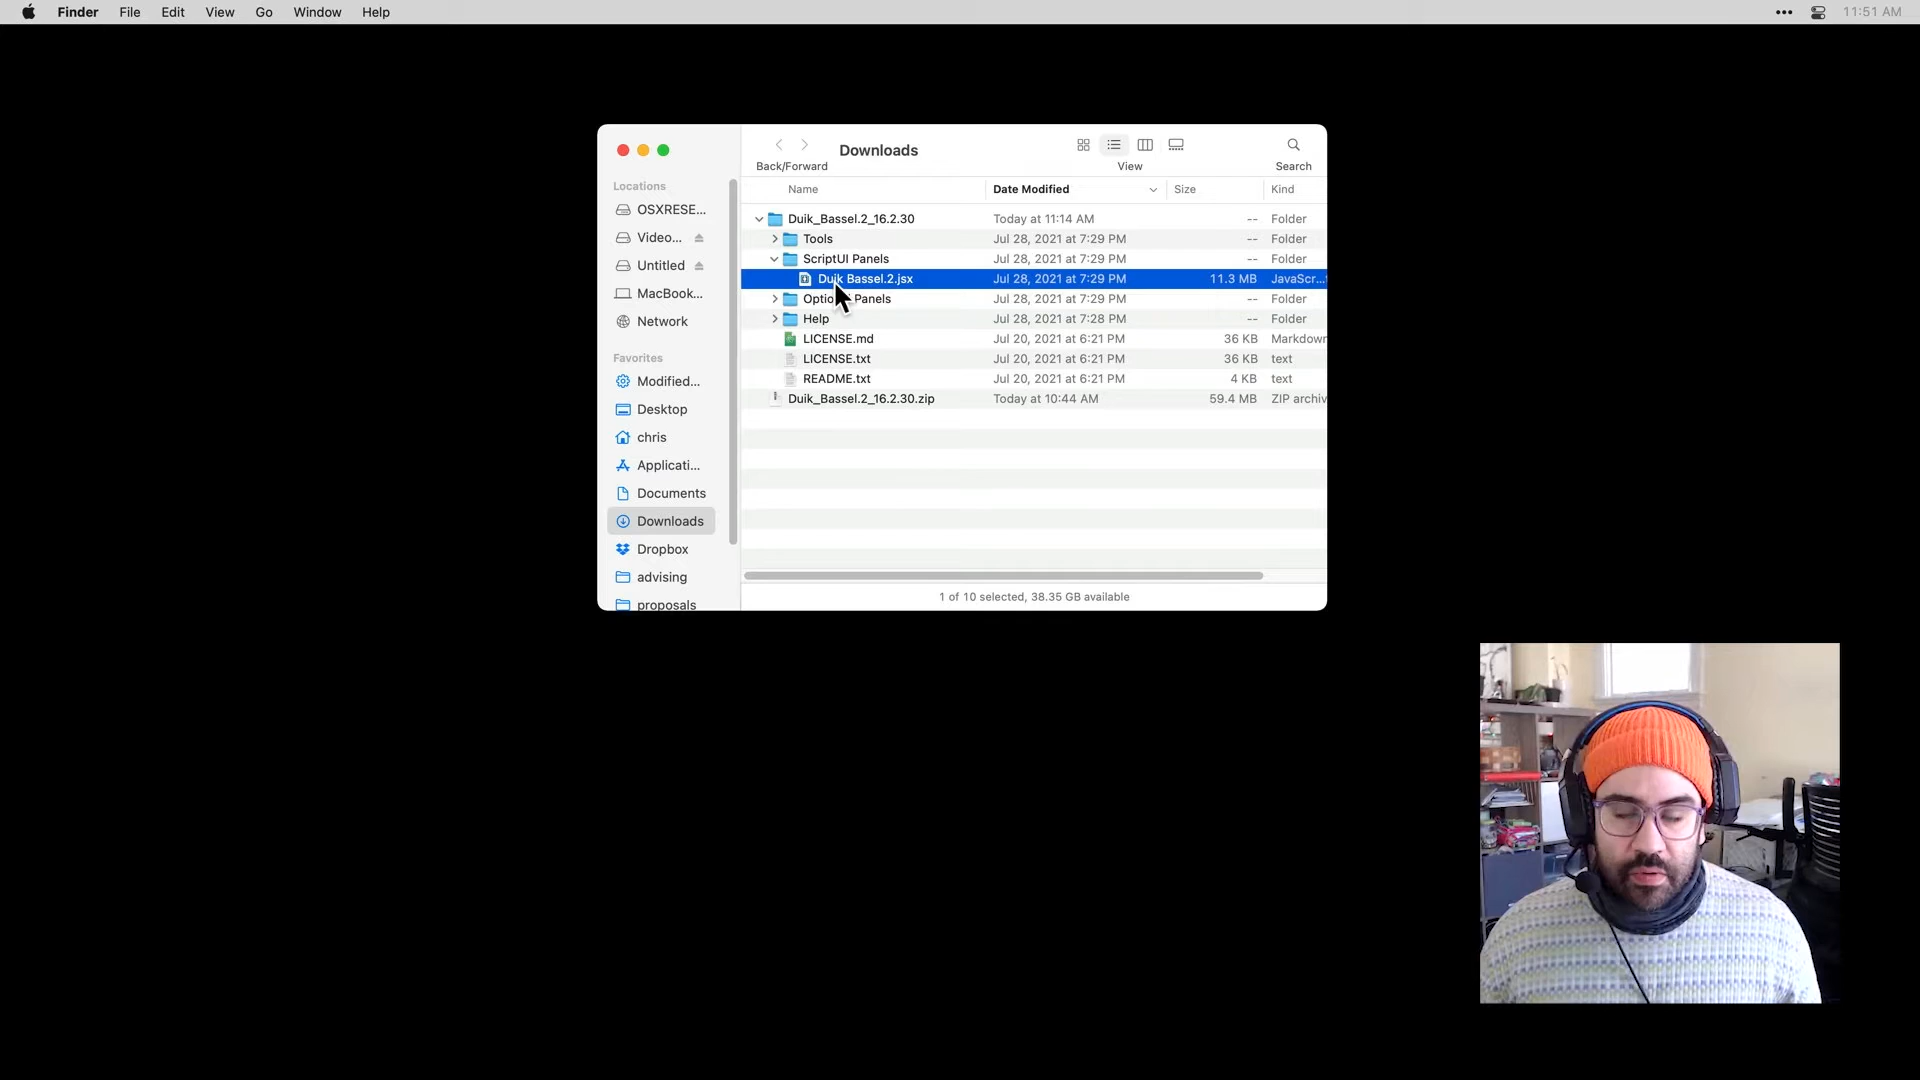 Finder File Edit View Go Window Help ••• 11:51 AM
Downloads
Back/Forward View Search
Name Date Modified Size Kind
Duik_Bassel.2_16.2.30 Today at 11:14 AM -- Folder
Tools Jul 28, 2021 at 7:29 PM -- Folder
ScriptUI Panels Jul 28, 2021 at 7:29 PM -- Folder
Duik Bassel.2.jsx Jul 28, 2021 at 7:29 PM 11.3 MB JavaScr...
Panels Jul 28, 2021 at 7:29 PM -- Folder
Help Jul 28, 2021 at 7:28 PM -- Folder
LICENSE.md Jul 20, 2021 at 6:21 PM 36 KB Markdown
LICENSE.txt Jul 20, 2021 at 6:21 PM 36 KB text
README.txt Jul 20, 2021 at 6:21 PM 4 KB text
Duik_Bassel.2_16.2.30.zip Today at 10:44 AM 59.4 MB ZIP archiv
1 of 10 selected, 38.35 GB available
Locations
OSXRESE...
Video...
Untitled
MacBook...
Network
Favorites
Modified...
Desktop
chris
Applicati...
Documents
Downloads
Dropbox
advising
proposals